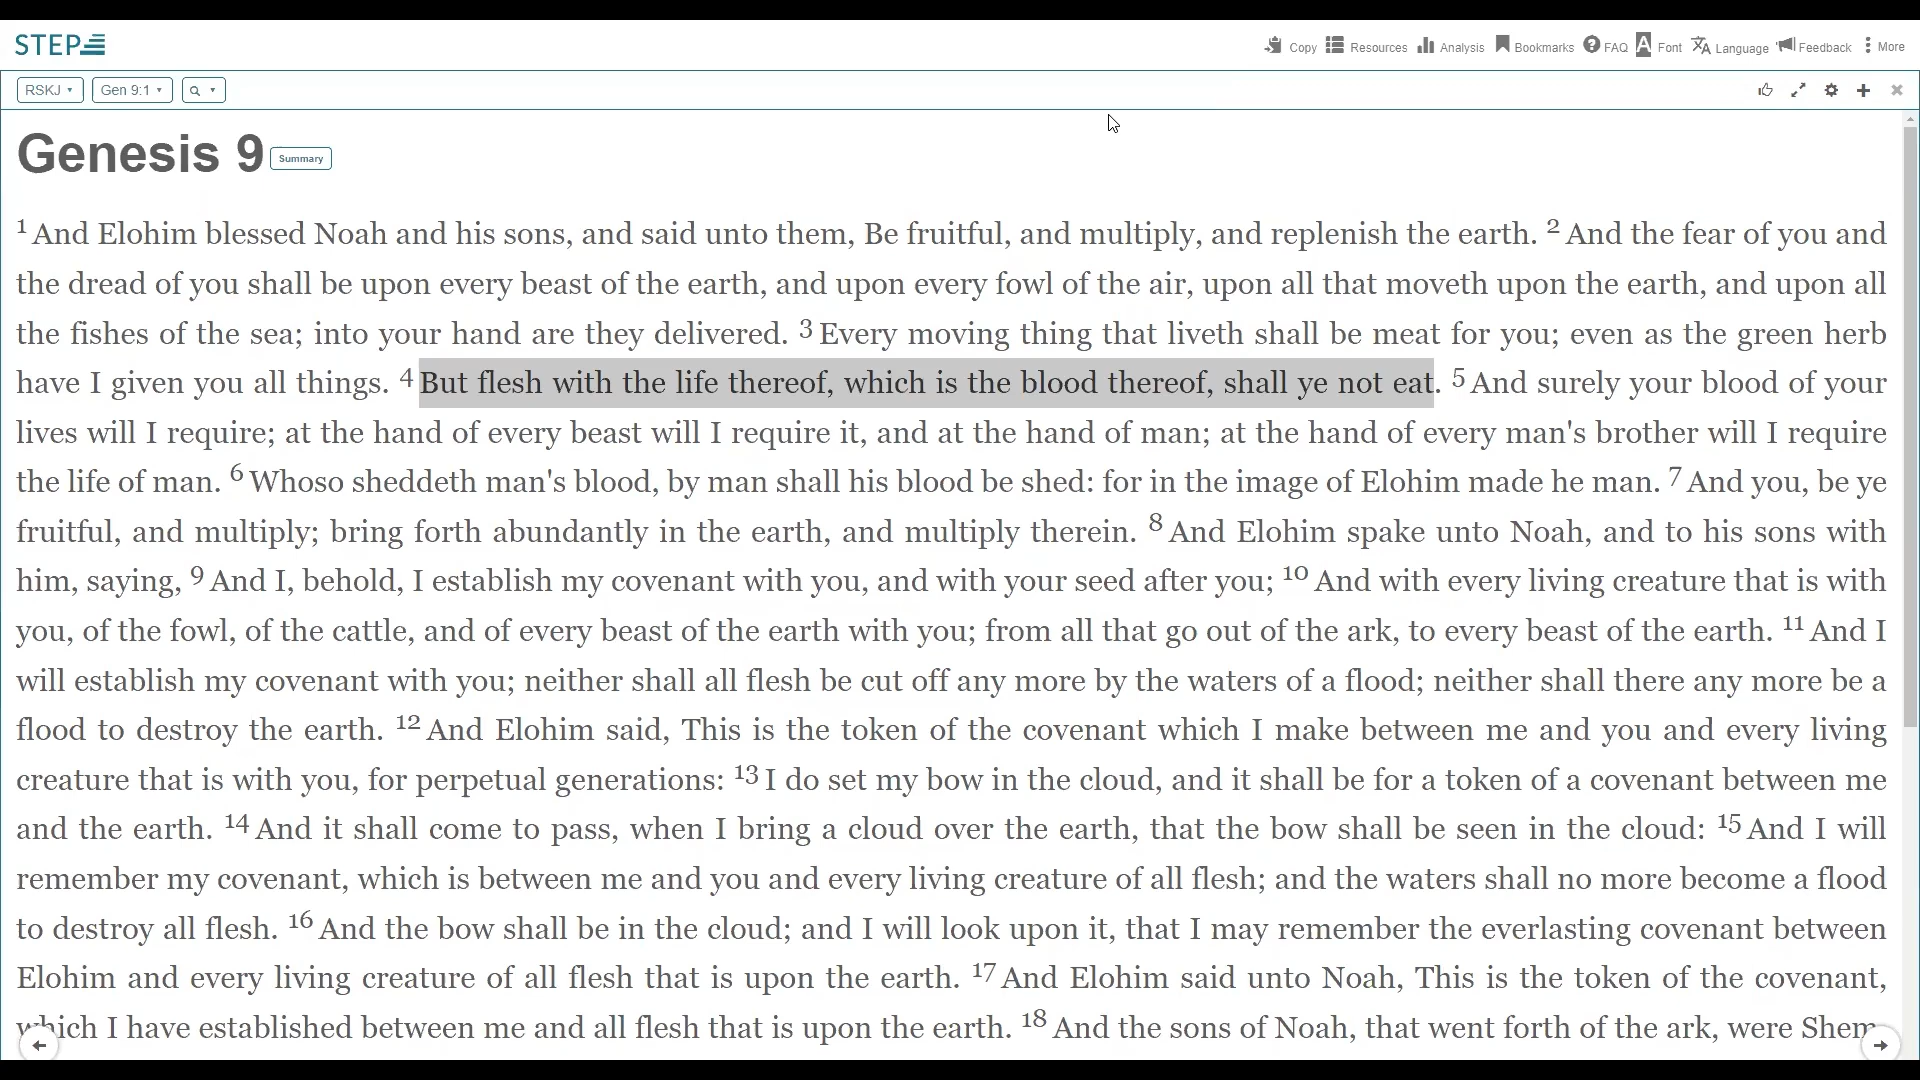 STEP
Copy Resources Analysis Bookmarks FAQ A Font Language Feedback More
RSKJ Gen 9:1
Genesis 9 Summary
1 And Elohim blessed Noah and his sons, and said unto them, Be fruitful, and multiply, and replenish the earth. 2 And the fear of you and
the dread of you shall be upon every beast of the earth, and upon every fowl of the air, upon all that moveth upon the earth, and upon all
the fishes of the sea; into your hand are they delivered. 3 Every moving thing that liveth shall be meat for you; even as the green herb
have I given you all things. 4 But flesh with the life thereof, which is the blood thereof, shall ye not eat. 5 And surely your blood of your
lives will I require; at the hand of every beast will I require it, and at the hand of man; at the hand of every man's brother will I require
the life of man. 6 Whoso sheddeth man's blood, by man shall his blood be shed: for in the image of Elohim made he man. 7 And you, be ye
fruitful, and multiply; bring forth abundantly in the earth, and multiply therein. 8 And Elohim spake unto Noah, and to his sons with
him, saying, 9 And I, behold, I establish my covenant with you, and with your seed after you; 10 And with every living creature that is with
you, of the fowl, of the cattle, and of every beast of the earth with you; from all that go out of the ark, to every beast of the earth. 11 And I
will establish my covenant with you; neither shall all flesh be cut off any more by the waters of a flood; neither shall there any more be a
flood to destroy the earth. 12 And Elohim said, This is the token of the covenant which I make between me and you and every living
creature that is with you, for perpetual generations: 13 I do set my bow in the cloud, and it shall be for a token of a covenant between me
and the earth. 14 And it shall come to pass, when I bring a cloud over the earth, that the bow shall be seen in the cloud: 15 And I will
remember my covenant, which is between me and you and every living creature of all flesh; and the waters shall no more become a flood
to destroy all flesh. 16 And the bow shall be in the cloud; and I will look upon it, that I may remember the everlasting covenant between
Elohim and every living creature of all flesh that is upon the earth. 17 And Elohim said unto Noah, This is the token of the covenant,
which I have established between me and all flesh that is upon the earth. 18 And the sons of Noah, that went forth of the ark, were Shem